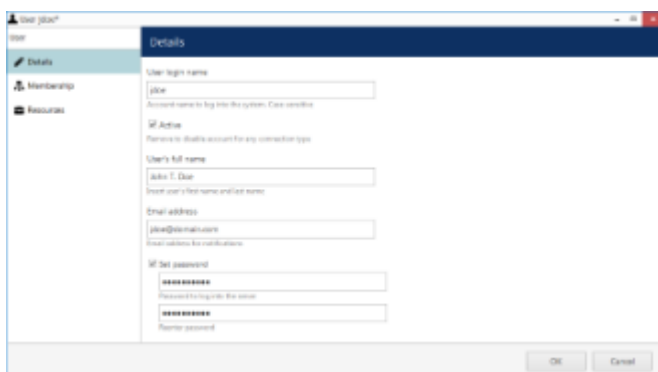 User jdoe*
User
Details
Membership
Resources
Details
User login name
jdoe
Account name to log into the system. Case sensitive
Active
Remove to disable account for any connection type.
User's full name
John T. Doe
Insert user's first name and last name
Email address
jdoe@domain.com
Email address for notifications
Set password
Password to log into the server
Reenter password
OK
Cancel